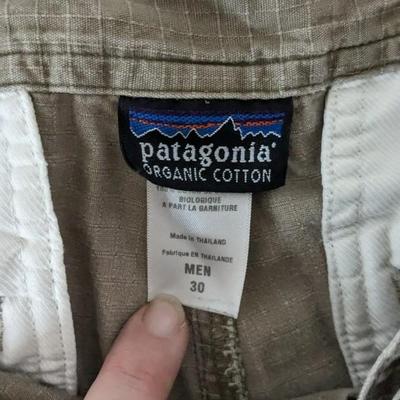 patagonia®
ORGANIC COTTON
BIOLOGIQUE
A PART LA GARNITURE
Made in THAILAND
Fabriqué EN THAÏLANDE
MEN
30